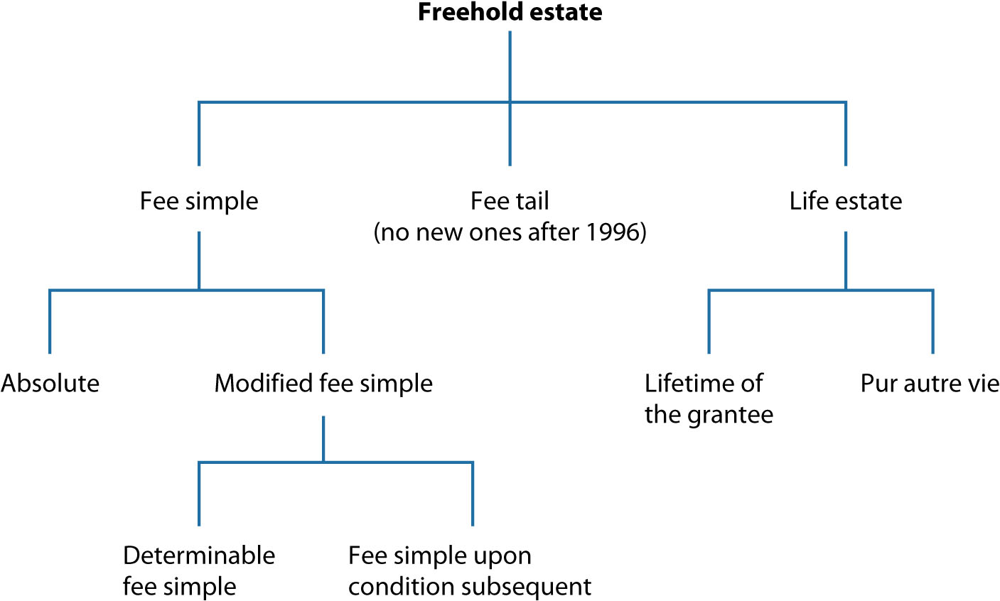 Freehold estate
Fee simple
Fee tail
(no new ones after 1996)
Life estate
Absolute
Modified fee simple
Lifetime of
the grantee
Pur autre vie
Determinable
fee simple
Fee simple upon
condition subsequent